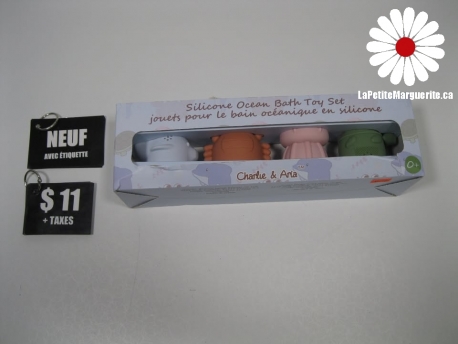 LaPetiteMarguerite.ca
Silicone Ocean Bath Toy Set
jouets pour le bain océanique en silicone
NEUF
AVEC ÉTIQUETTE
$ 11
+ TAXES
Charlie & Aria
0+